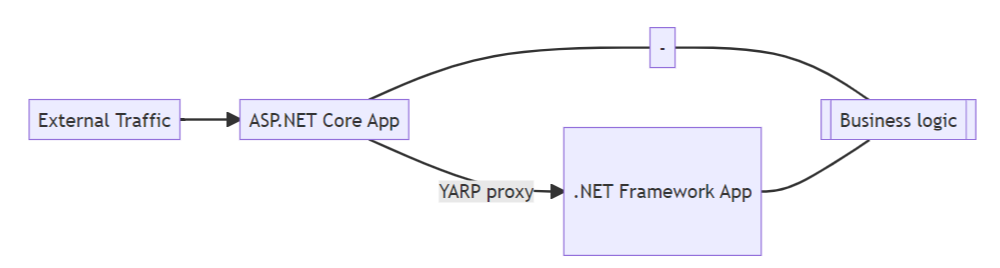 -
External Traffic
ASP.NET Core App
Business logic
YARP proxy
.NET Framework App